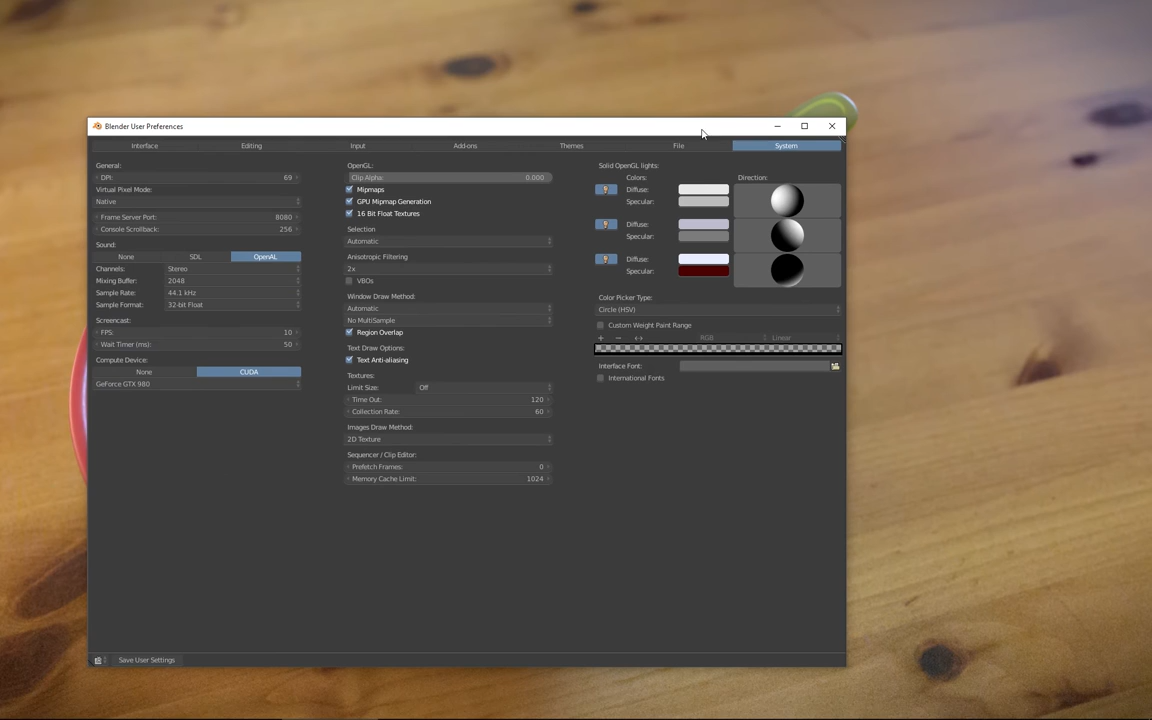 Blender User Preferences
Interface
Editing
Input
Add-ons
Themes
File
System
General:
DPI: 69
Virtual Pixel Mode:
Native
Frame Server Port: 8080
Console Scrollback: 256
Sound:
None
SDL
OpenAL
Channels: Stereo
Mixing Buffer: 2048
Sample Rate: 44.1 kHz
Sample Format: 32-bit Float
Screencast:
FPS: 10
Wait Timer (ms): 50
Compute Device:
None
CUDA
GeForce GTX 980
OpenGL:
Clip Alpha: 0.000
Mipmaps
GPU Mipmap Generation
16 Bit Float Textures
Selection
Automatic
Anisotropic Filtering
2x
VBOs
Window Draw Method:
Automatic
No MultiSample
Region Overlap
Text Draw Options:
Text Anti-aliasing
Textures:
Limit Size: Off
Time Out: 120
Collection Rate: 60
Images Draw Method:
2D Texture
Sequencer / Clip Editor:
Prefetch Frames: 0
Memory Cache Limit: 1024
Solid OpenGL lights:
Colors:
Direction:
Diffuse:
Specular:
Diffuse:
Specular:
Diffuse:
Specular:
Color Picker Type:
Circle (HSV)
Custom Weight Paint Range
RGB
Linear
Interface Font:
International Fonts
Save User Settings